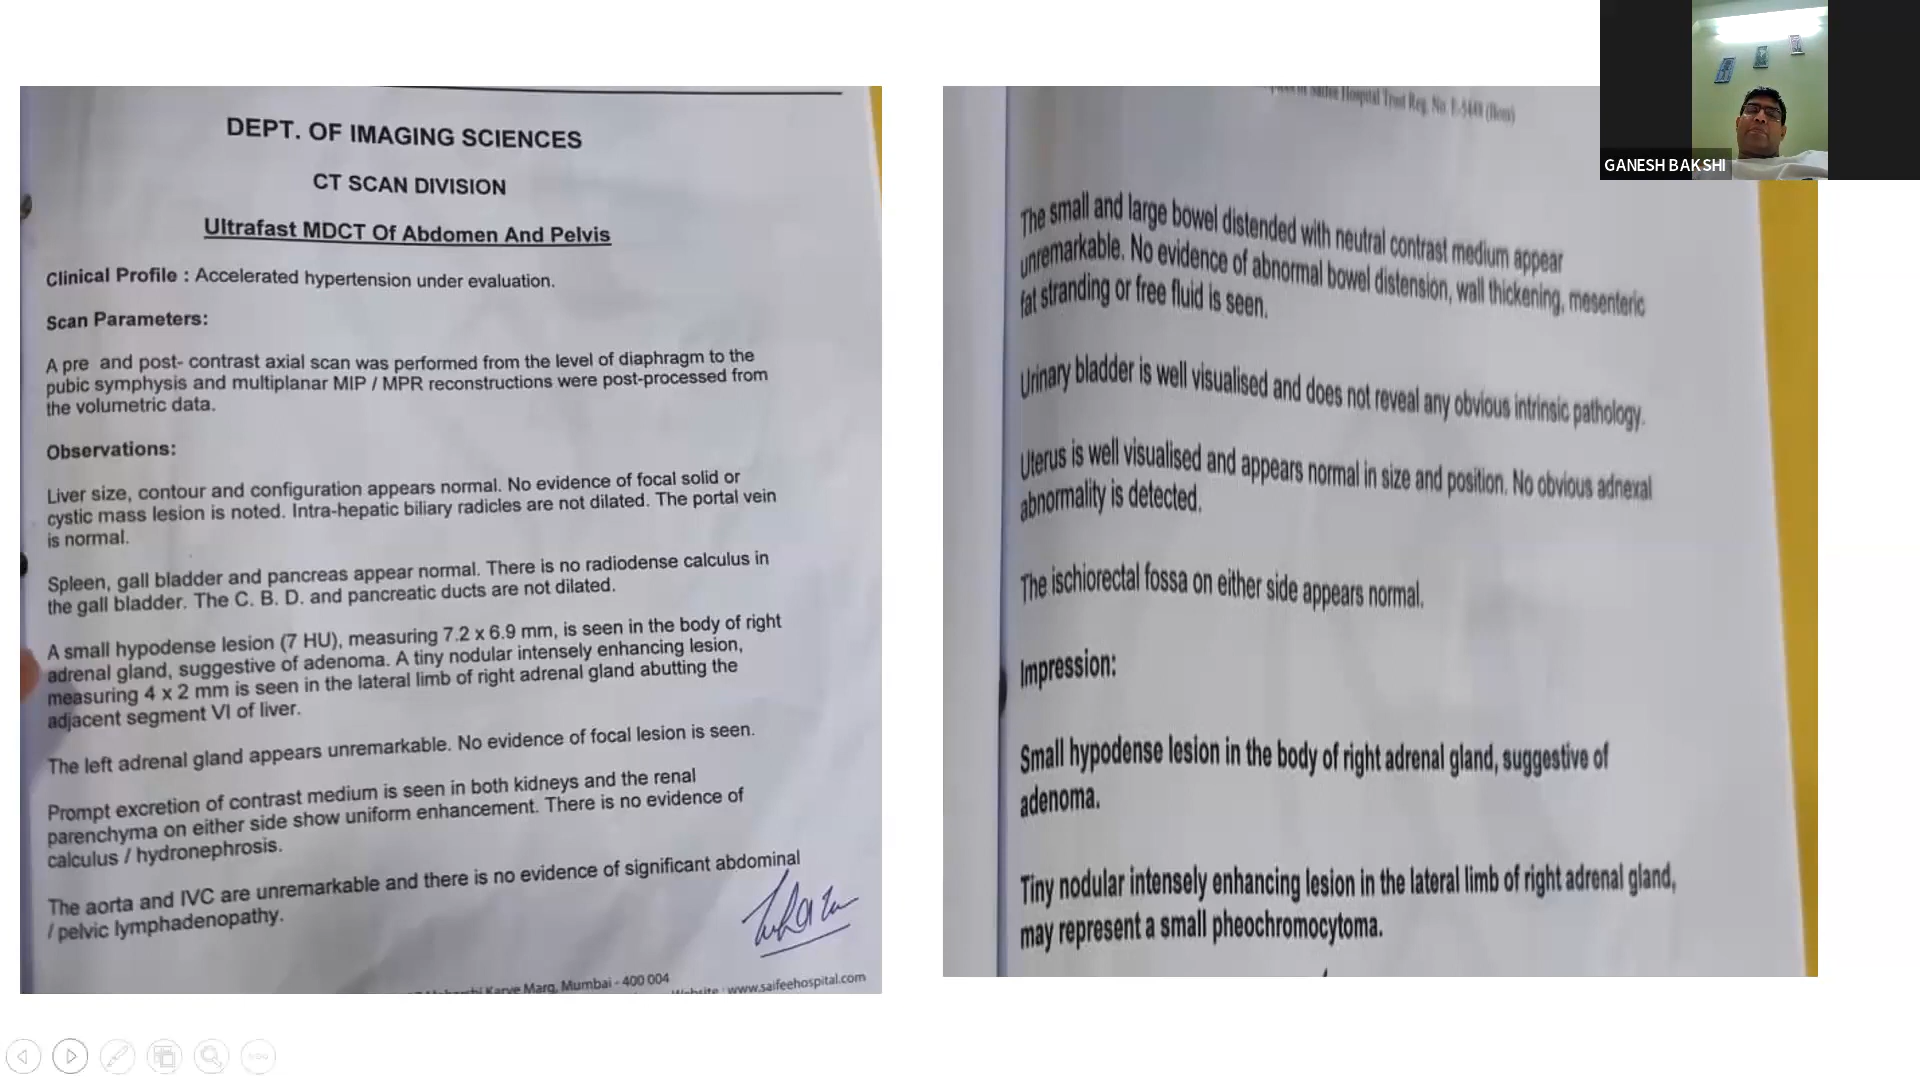 DEPT. OF IMAGING SCIENCES
CT SCAN DIVISION
Ultrafast MDCT Of Abdomen And Pelvis
Clinical Profile : Accelerated hypertension under evaluation.
Scan Parameters:
A pre and post- contrast axial scan was performed from the level of diaphragm to the
pubic symphysis and multiplanar MIP / MPR reconstructions were post-processed from
the volumetric data.
Observations:
Liver size, contour and configuration appears normal. No evidence of focal solid or
cystic mass lesion is noted. Intra-hepatic biliary radicles are not dilated. The portal vein
is normal.
Spleen, gall bladder and pancreas appear normal. There is no radiodense calculus in
the gall bladder. The C. B. D. and pancreatic ducts are not dilated.
A small hypodense lesion (7 HU), measuring 7.2 x 6.9 mm, is seen in the body of right
adrenal gland, suggestive of adenoma. A tiny nodular intensely enhancing lesion,
measuring 4 x 2 mm is seen in the lateral limb of right adrenal gland abutting the
adjacent segment VI of liver.
The left adrenal gland appears unremarkable. No evidence of focal lesion is seen.
Prompt excretion of contrast medium is seen in both kidneys and the renal
parenchyma on either side show uniform enhancement. There is no evidence of
calculus / hydronephrosis.
The aorta and IVC are unremarkable and there is no evidence of significant abdominal
/ pelvic lymphadenopathy.
Karve Marg, Mumbai - 400 004
Website : www.saifeehospital.com
Saifee Hospital Trust Reg. No.
The small and large bowel distended with neutral contrast medium appear
unremarkable. No evidence of abnormal bowel distension, wall thickening, mesenteric
fat stranding or free fluid is seen.
Urinary bladder is well visualised and does not reveal any obvious intrinsic pathology.
Uterus is well visualised and appears normal in size and position. No obvious adnexal
abnormality is detected.
The ischiorectal fossa on either side appears normal.
Impression:
Small hypodense lesion in the body of right adrenal gland, suggestive of
adenoma.
Tiny nodular intensely enhancing lesion in the lateral limb of right adrenal gland,
may represent a small pheochromocytoma.
GANESH BAKSHI